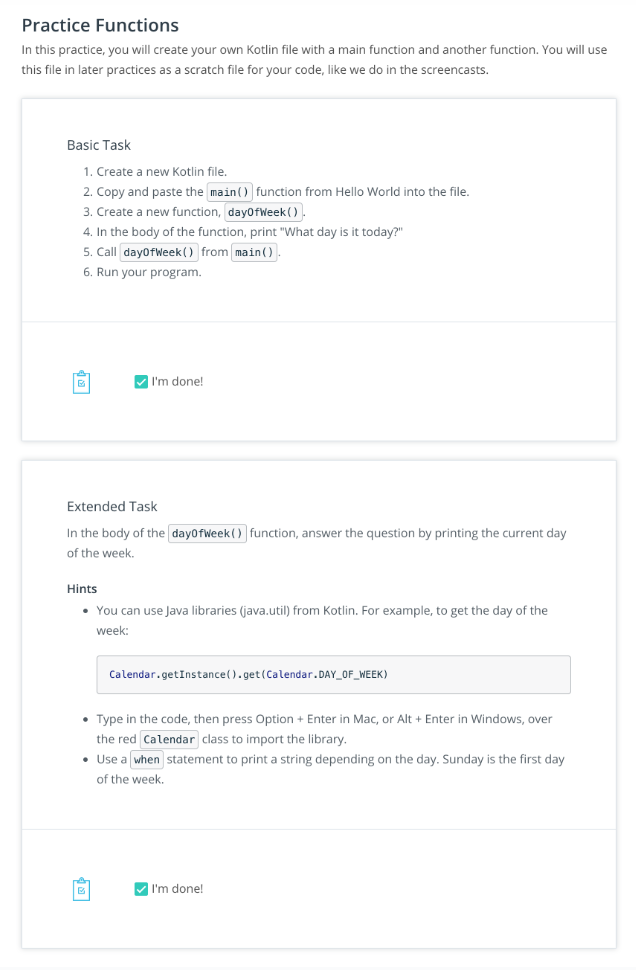 Practice Functions
In this practice, you will create your own Kotlin file with a main function and another function. You will use
this file in later practices as a scratch file for your code, like we do in the screencasts.
Basic Task
1. Create a new Kotlin file.
2. Copy and paste the main() function from Hello World into the file.
3. Create a new function, dayOfWeek().
4. In the body of the function, print "What day is it today?"
5. Call dayOfWeek() from main().
6. Run your program.
I'm done!
Extended Task
In the body of the dayOfWeek() function, answer the question by printing the current day
of the week.
Hints
• You can use Java libraries (java.util) from Kotlin. For example, to get the day of the
week:
Calendar.getInstance().get(Calendar.DAY_OF_WEEK)
• Type in the code, then press Option + Enter in Mac, or Alt + Enter in Windows, over
the red Calendar class to import the library.
• Use a when statement to print a string depending on the day. Sunday is the first day
of the week.
I'm done!